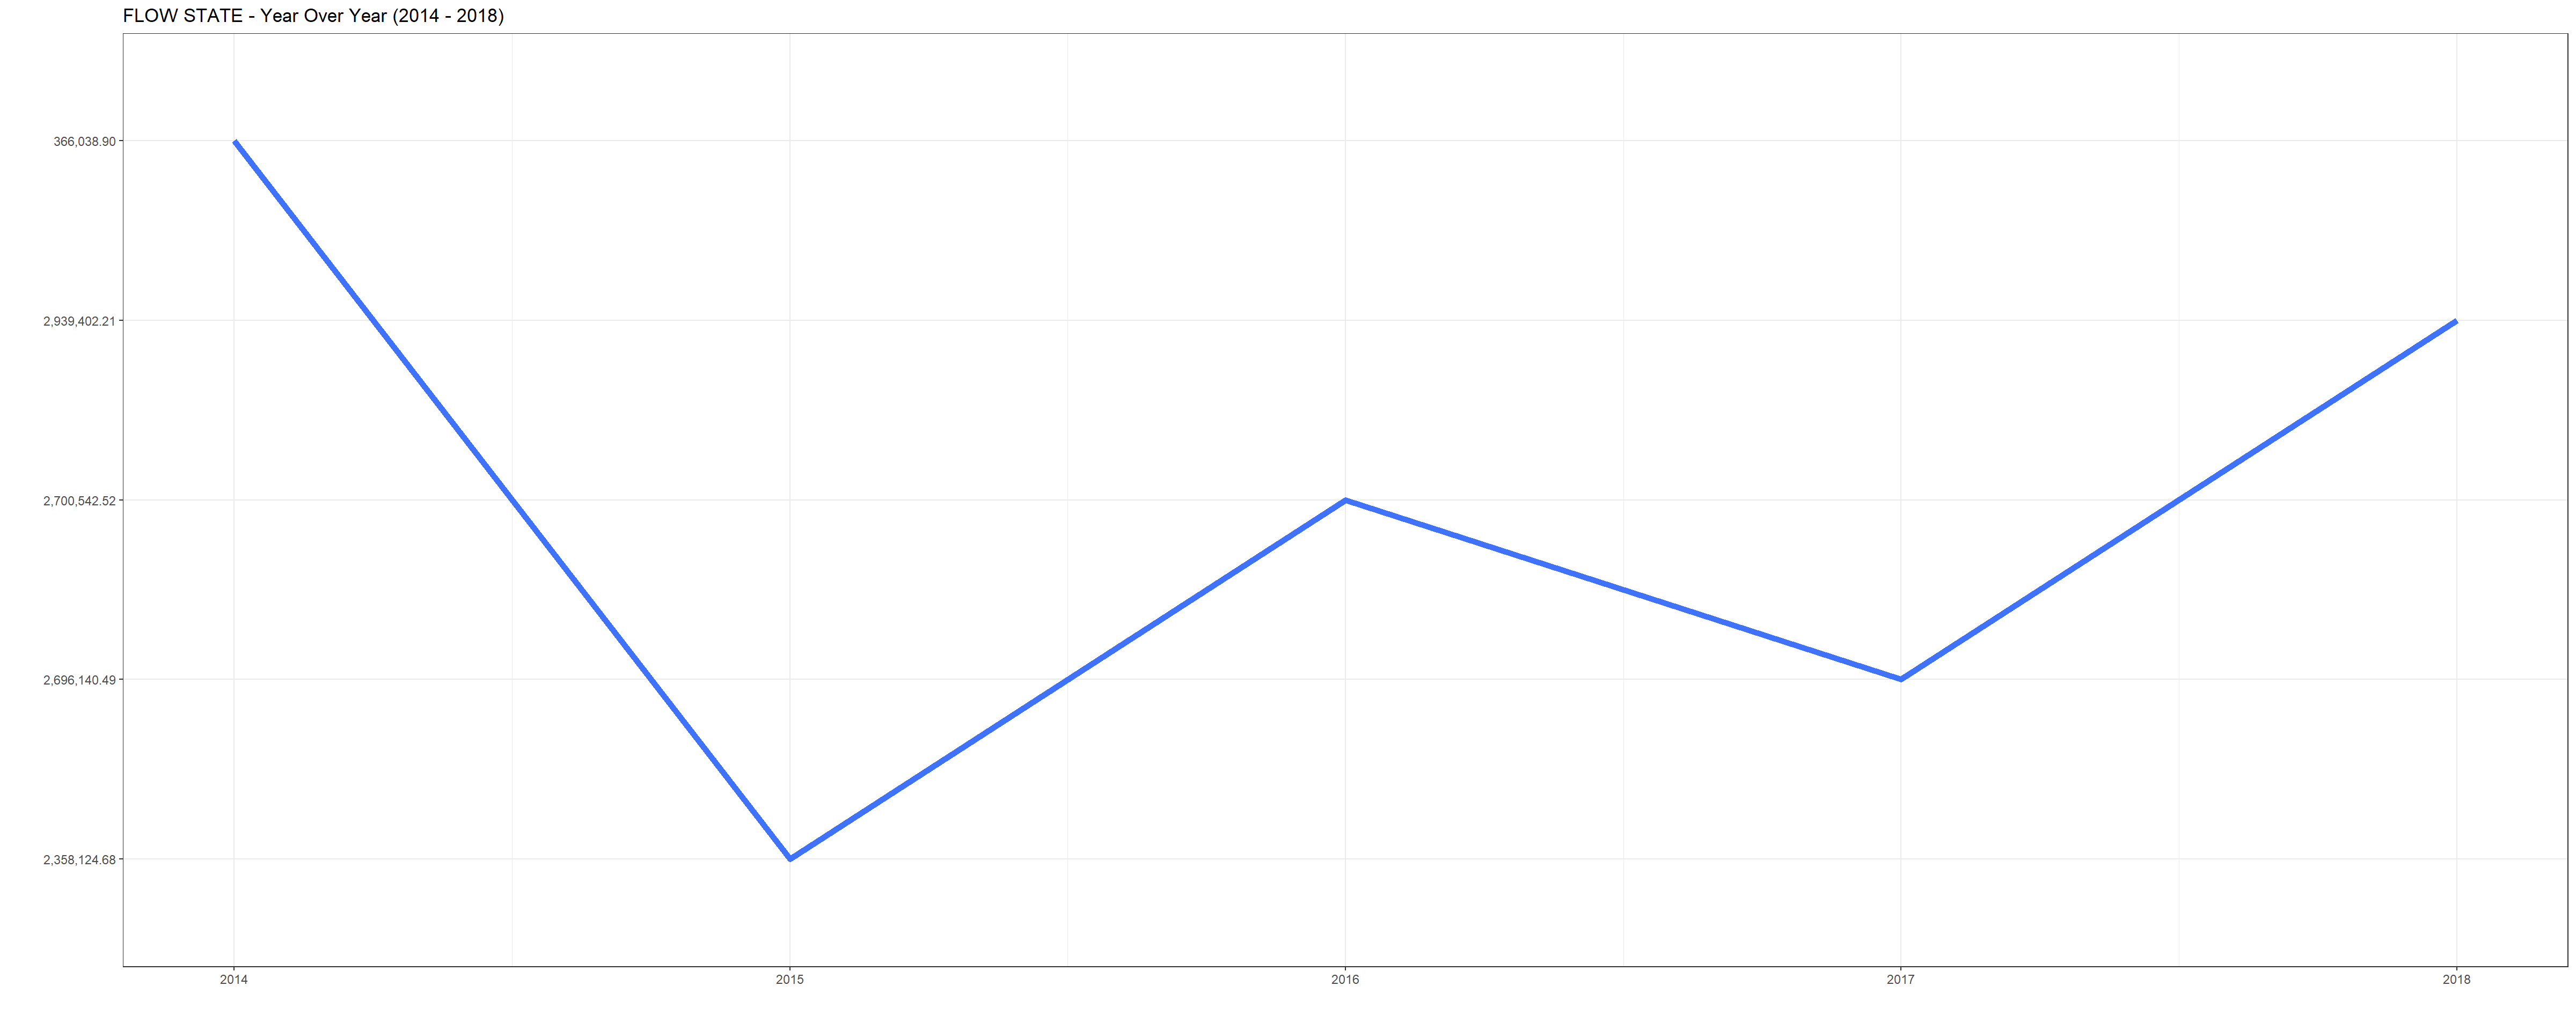 FLOW STATE - Year Over Year (2014 - 2018)
366,038.90
2,939,402.21
2,700,542.52
2,696,140.49
2,358,124.68
2014 2015 2016 2017 2018